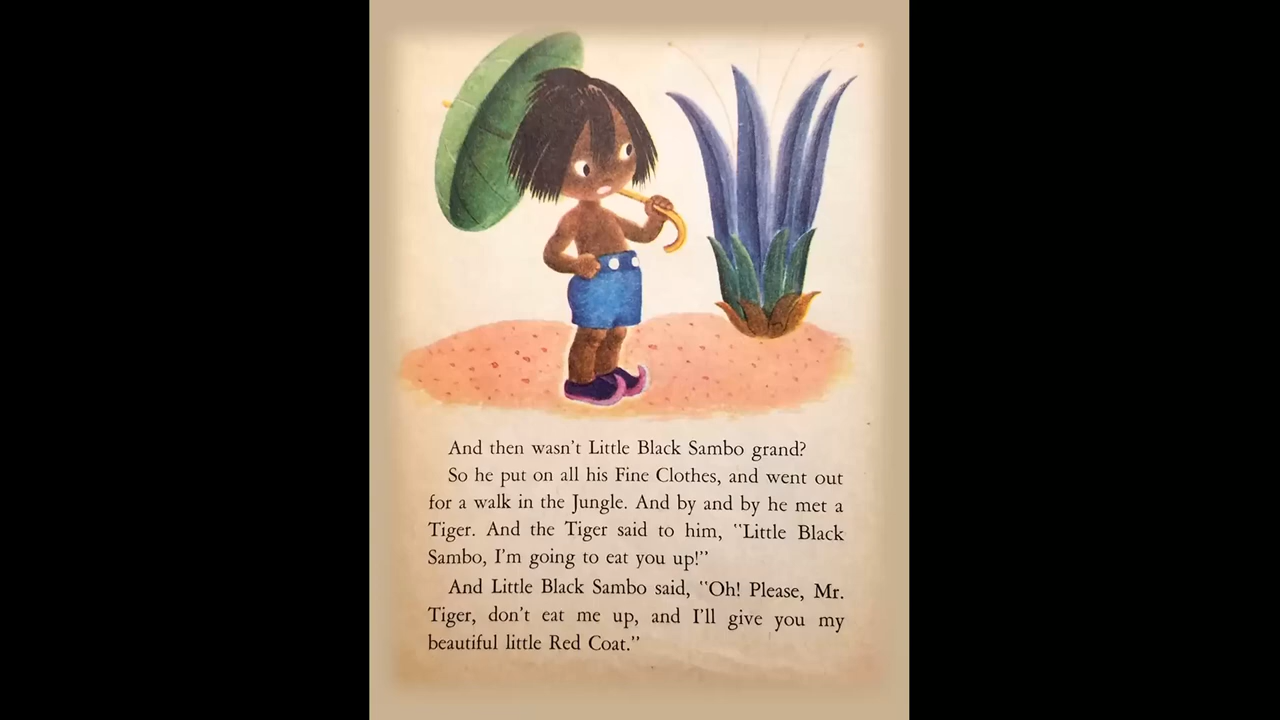 And then wasn't Little Black Sambo grand?
So he put on all his Fine Clothes, and went out
for a walk in the Jungle. And by and by he met a
Tiger. And the Tiger said to him, "Little Black
Sambo, I'm going to eat you up!"
And Little Black Sambo said, "Oh! Please, Mr.
Tiger, don't eat me up, and I'll give you my
beautiful little Red Coat."